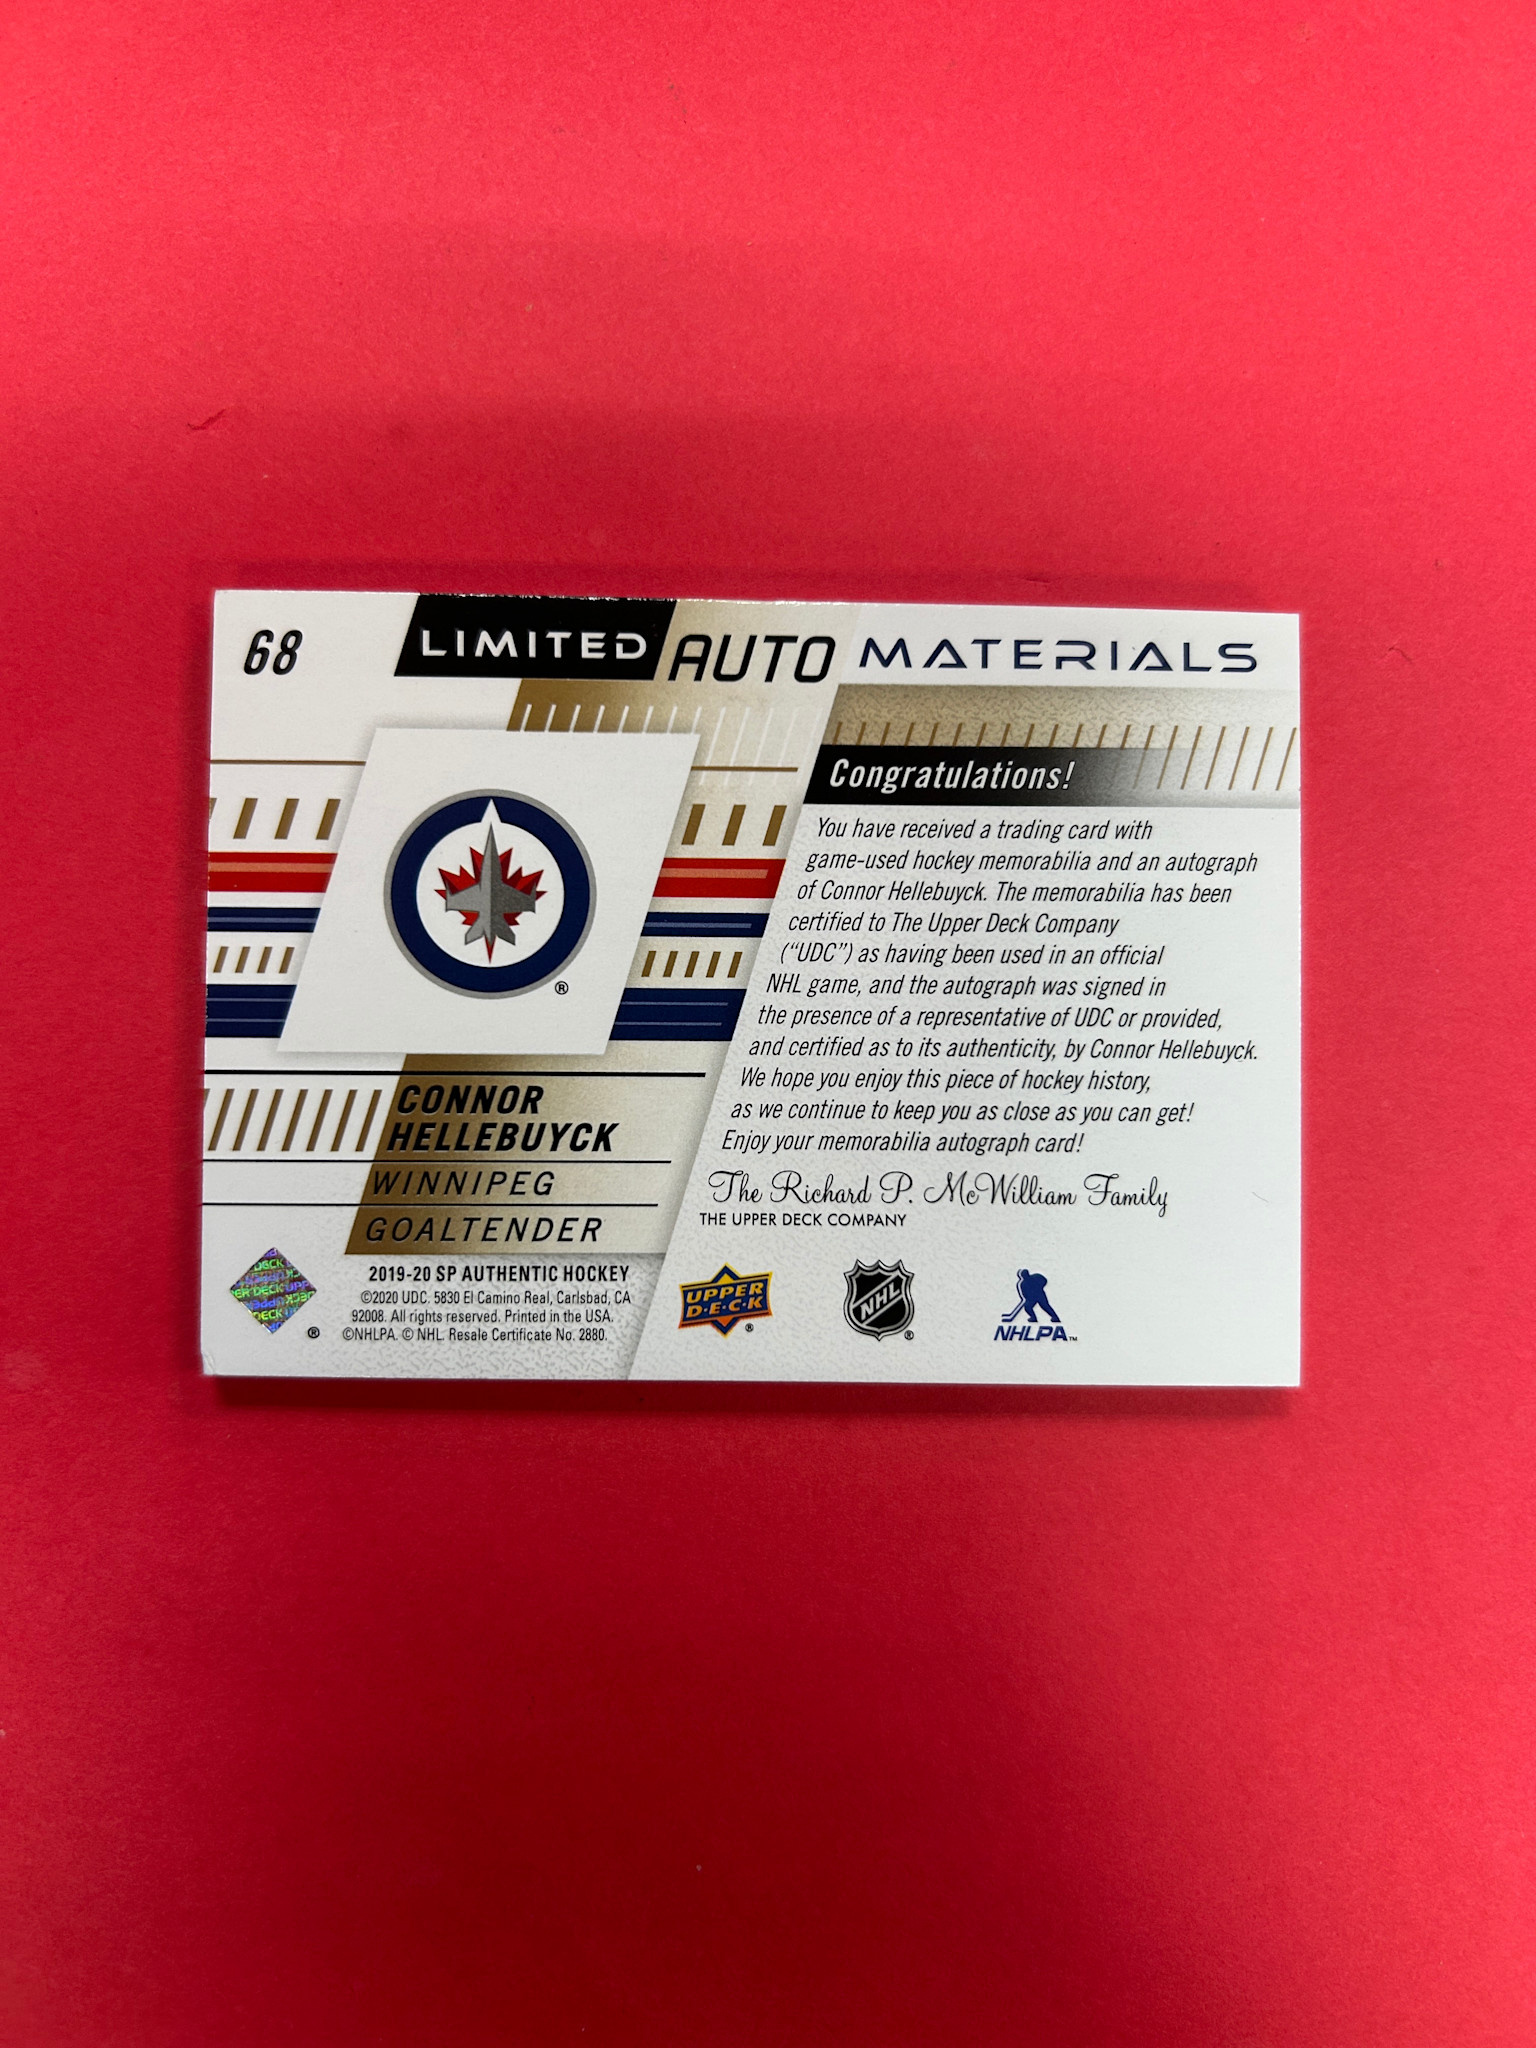 68
LIMITED AUTO MATERIALS
®
CONNOR
HELLEBUYCK
WINNIPEG
GOALTENDER
Congratulations!
You have received a trading card with
game-used hockey memorabilia and an autograph
of Connor Hellebuyck. The memorabilia has been
certified to The Upper Deck Company
(“UDC”) as having been used in an official
NHL game, and the autograph was signed in
the presence of a representative of UDC or provided,
and certified as to its authenticity, by Connor Hellebuyck.
We hope you enjoy this piece of hockey history,
as we continue to keep you as close as you can get!
Enjoy your memorabilia autograph card!
The Richard P. McWilliam Family
THE UPPER DECK COMPANY
2019-20 SP AUTHENTIC HOCKEY
©2020 UDC. 5830 El Camino Real, Carlsbad, CA
92008. All rights reserved. Printed in the USA.
©NHLPA. © NHL. Resale Certificate No. 2880.
®
UPPER
D·E·C·K
®
NHL
®
NHLPA™